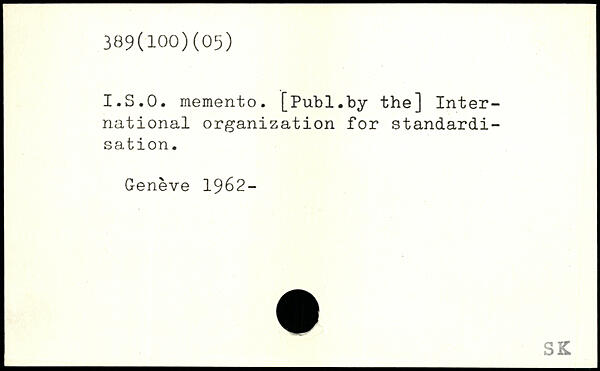 389(100)(05)
I.S.O. memento. [Publ.by the] Inter-
national organization for standardi-
sation.
Genève 1962-
SK